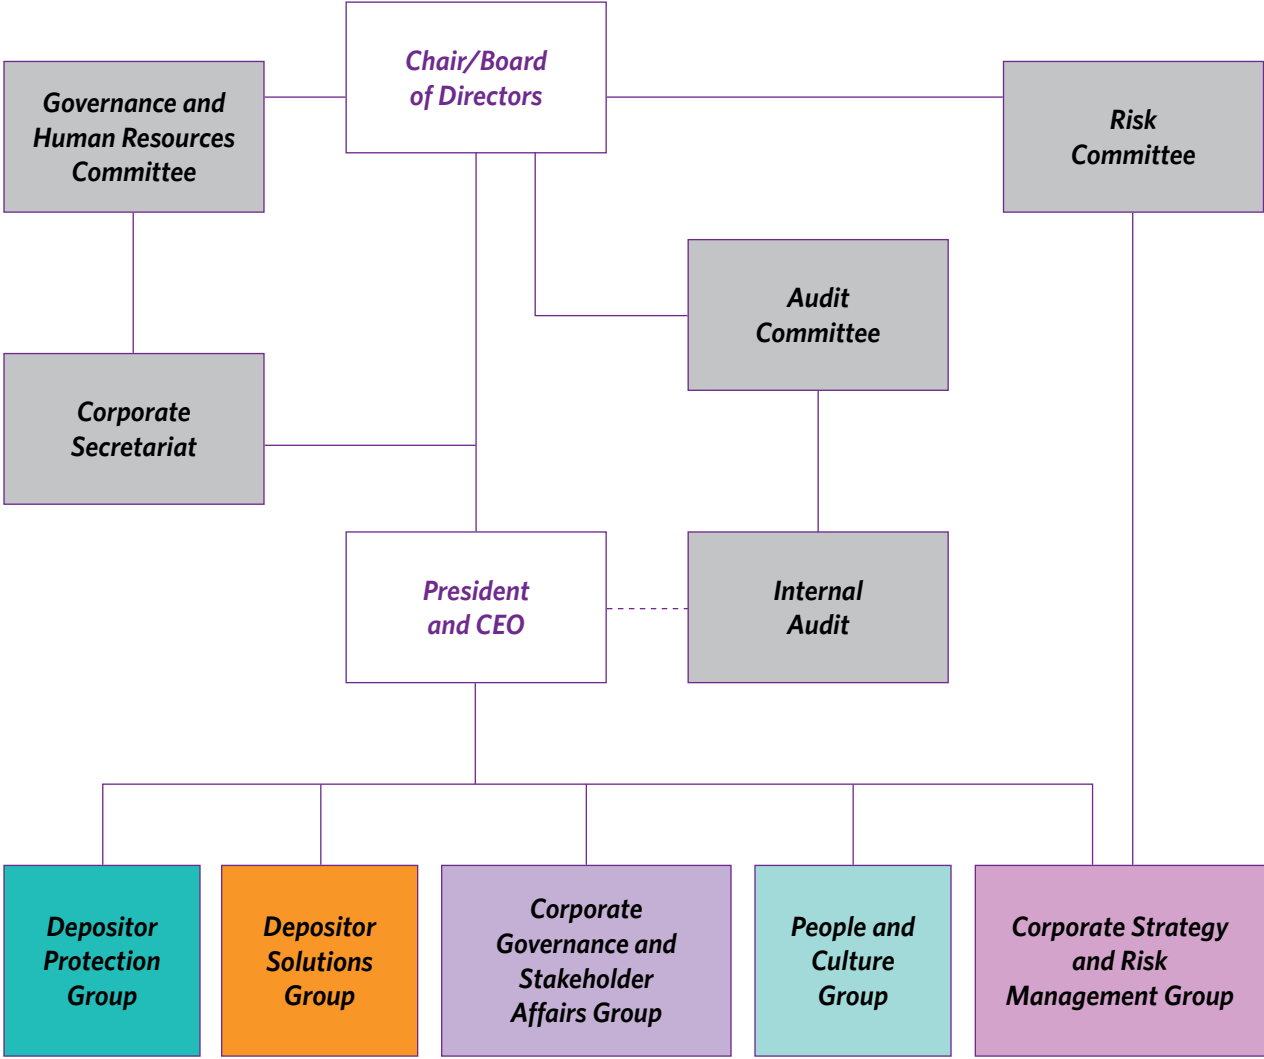 Chair/Board
of Directors
Governance and
Human Resources
Committee
Risk
Committee
Audit
Committee
Corporate
Secretariat
President
and CEO
Internal
Audit
Depositor
Protection
Group
Depositor
Solutions
Group
Corporate
Governance and
Stakeholder
Affairs Group
People and
Culture
Group
Corporate Strategy
and Risk
Management Group